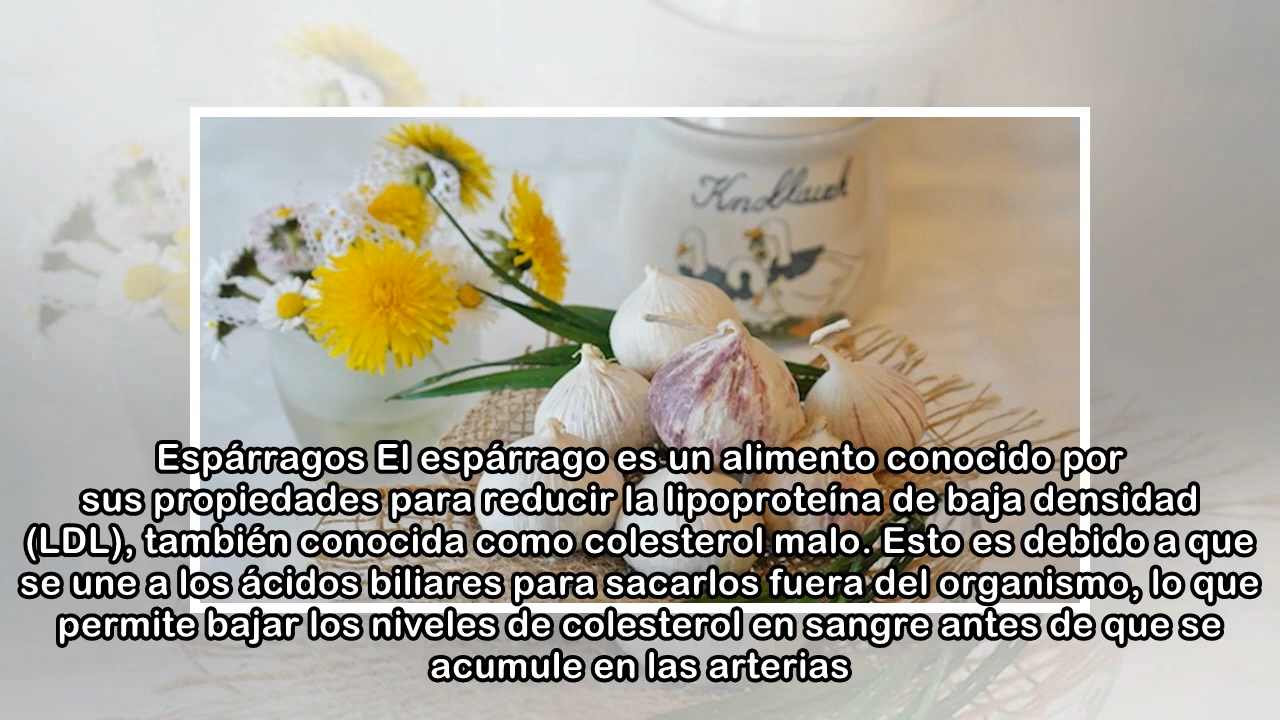 Knoblauch
Espárragos El espárrago es un alimento conocido por
sus propiedades para reducir la lipoproteína de baja densidad
(LDL), también conocida como colesterol malo. Esto es debido a que
se une a los ácidos biliares para sacarlos fuera del organismo, lo que
permite bajar los niveles de colesterol en sangre antes de que se
acumule en las arterias